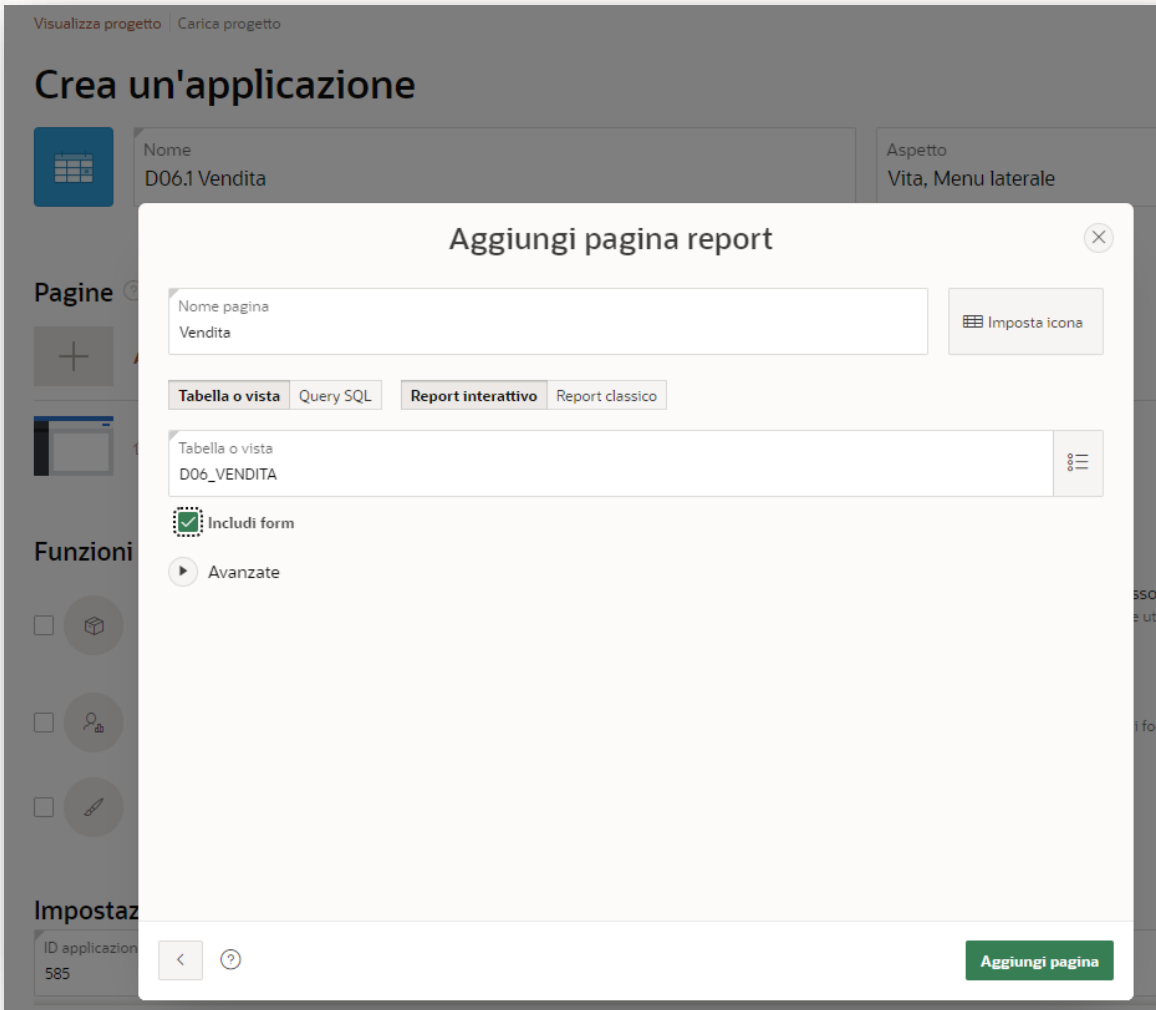 Visualizza progetto Carica progetto
Crea un'applicazione
Nome
D06.1 Vendita
Aspetto
Vita, Menu laterale
Aggiungi pagina report
Pagine
Nome pagina
Vendita
Imposta icona
Tabella o vista Query SQL Report interattivo Report classico
Tabella o vista
D06_VENDITA
Includi form
Funzioni
Avanzate
ID applicazion
585
Aggiungi pagina